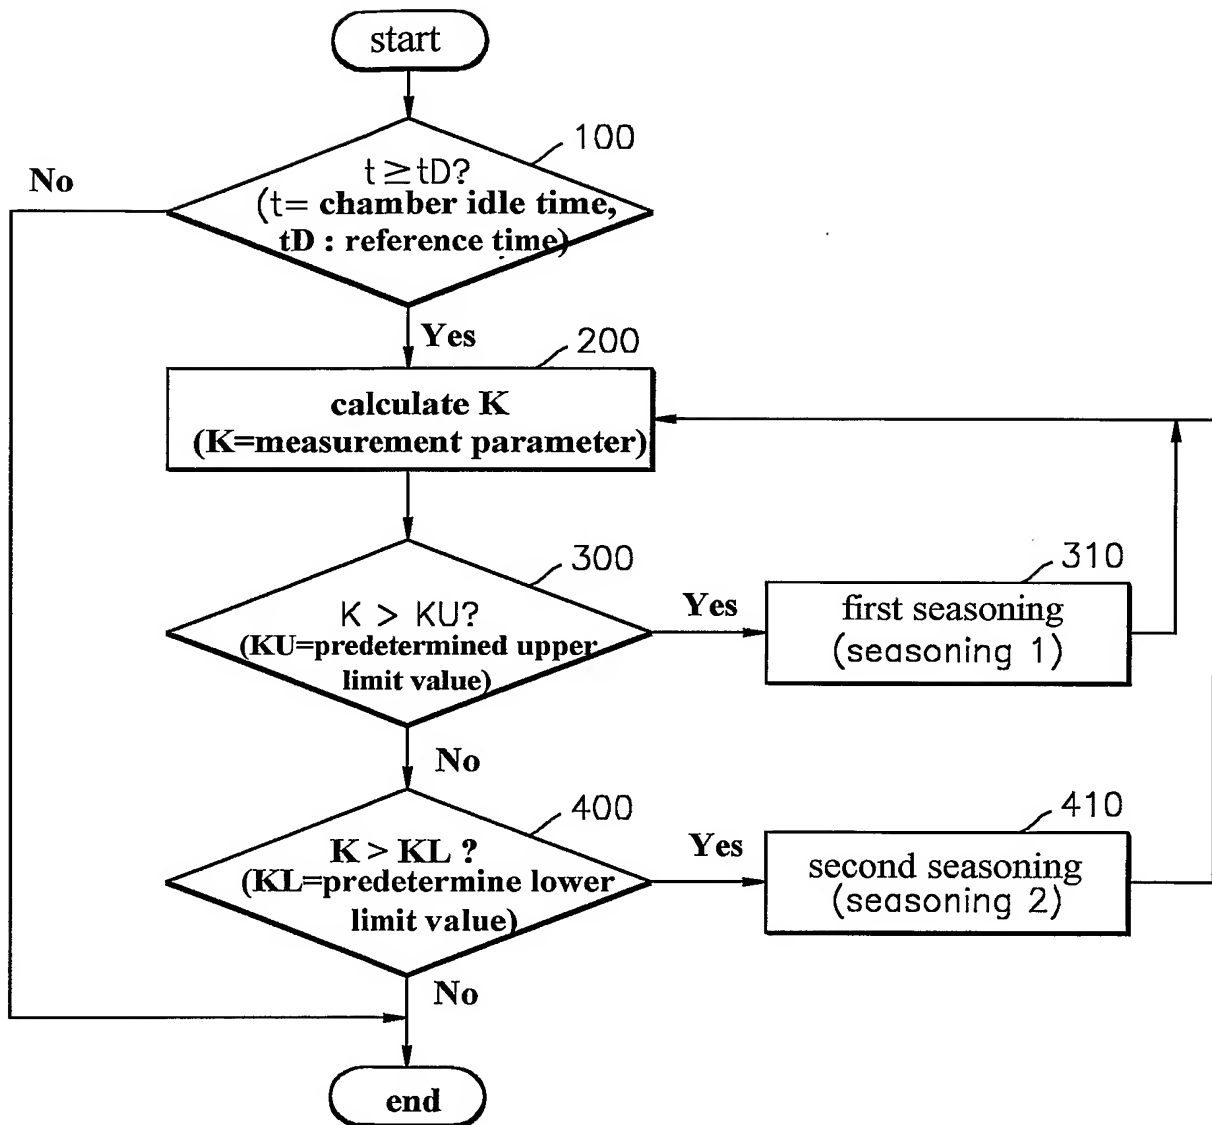 start
100
t≥tD?
(t= chamber idle time,
tD : reference time)
No
Yes
200
calculate K
(K=measurement parameter)
300
K > KU?
(KU=predetermined upper
limit value)
Yes
310
first seasoning
(seasoning 1)
No
400
K > KL ?
(KL=predetermine lower
limit value)
Yes
410
second seasoning
(seasoning 2)
No
end